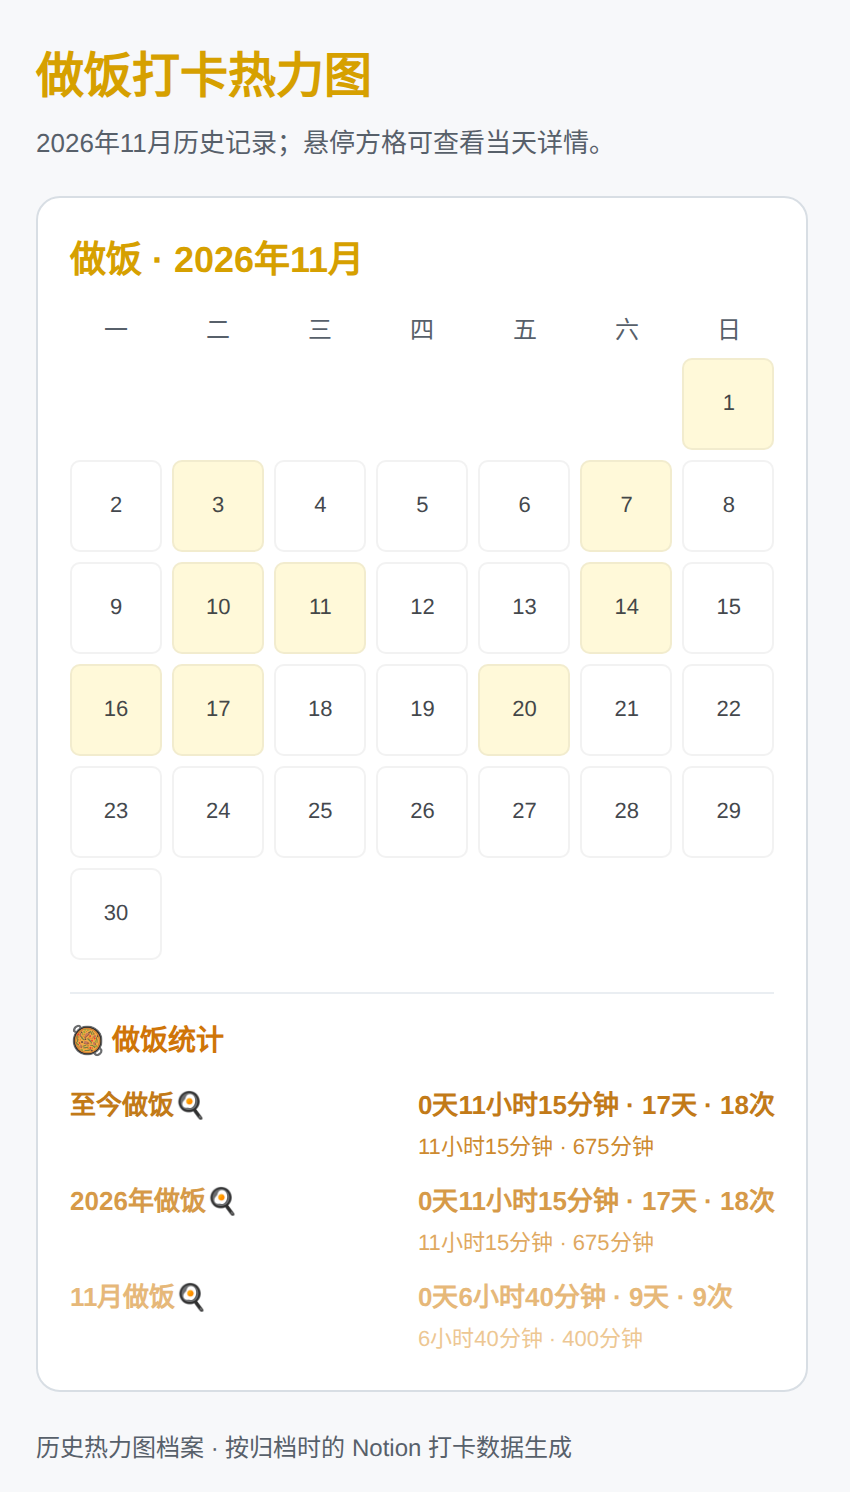 做饭打卡热力图
2026年11月历史记录；悬停方格可查看当天详情。
做饭 · 2026年11月
一 二 三 四 五 六 日
1
2 3 4 5 6 7 8
9 10 11 12 13 14 15
16 17 18 19 20 21 22
23 24 25 26 27 28 29
30
🥘 做饭统计
至今做饭🍳 0天11小时15分钟 · 17天 · 18次
11小时15分钟 · 675分钟
2026年做饭🍳 0天11小时15分钟 · 17天 · 18次
11小时15分钟 · 675分钟
11月做饭🍳 0天6小时40分钟 · 9天 · 9次
6小时40分钟 · 400分钟
历史热力图档案 · 按归档时的 Notion 打卡数据生成